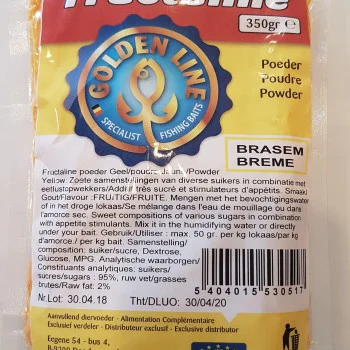 Fructaline
350gr e
GOLDEN LINE
SPECIALIST FISHING BAITS
Poeder
Poudre
Powder
BRASEM
BREME
Fructaline poeder Geel/poudre Jaune/Powder
Yellow. Zoete samenstellingen van diverse suikers in combinatie met
eetlustopwekkers/Additif très sucré et stimulateurs d'appétits. Smaak/
Gout/Flavour :FRUITIG/FRUITE. Mengen met het bevochtigingswater
of in het droge lokaas/Se mélange dans l'eau de mouillage ou dans
l'amorce sec. Sweet compositions of various sugars in combination
with appetite stimulants. Mix it in the humidifying water or directly
under your bait. Gebruik/Utiliser : max. 50 gr. per kg lokaas/par kg
d'amorce / per kg bait. Samenstelling/
composition: suiker/sucre, Dextrose,
Glucose, MPG. Analytische waarborgen/
Constituants analytiques: suikers/
sucres/sugars : 95%, ruw vet/grasses
brutes/Raw fat: 2%
5 404015 530517
Nr.Lot: 30.04.18 Tht/DLUO: 30/04/20
Aanvullend diervoeder - Alimentation Complémentaire
Exclusief verdeler - Distributeur exclusif - Exclusive distributor
Eegene 54 - bus 4,
B-9200